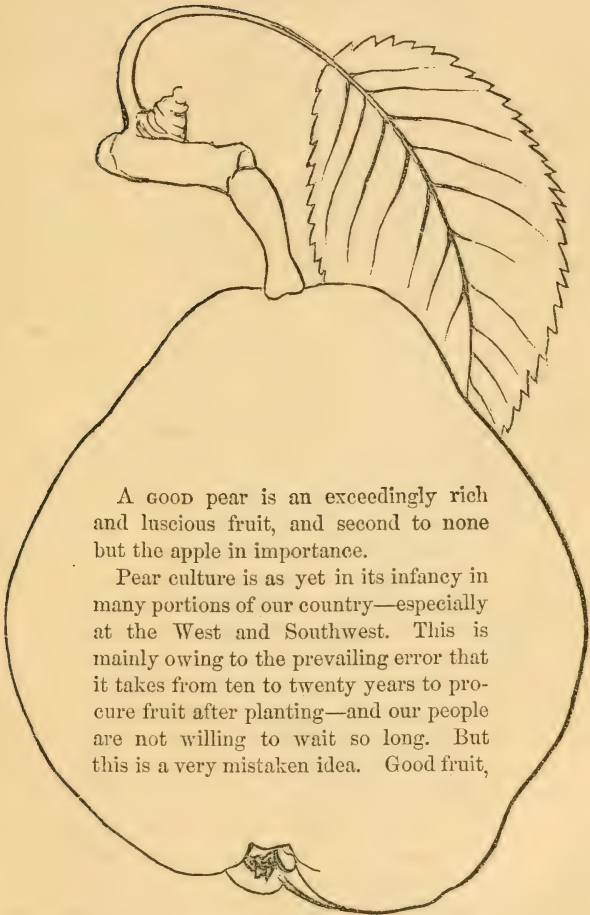 A GOOD pear is an exceedingly rich
and luscious fruit, and second to none
but the apple in importance.
Pear culture is as yet in its infancy in
many portions of our country—especially
at the West and Southwest. This is
mainly owing to the prevailing error that
it takes from ten to twenty years to pro-
cure fruit after planting—and our people
are not willing to wait so long. But
this is a very mistaken idea. Good fruit,